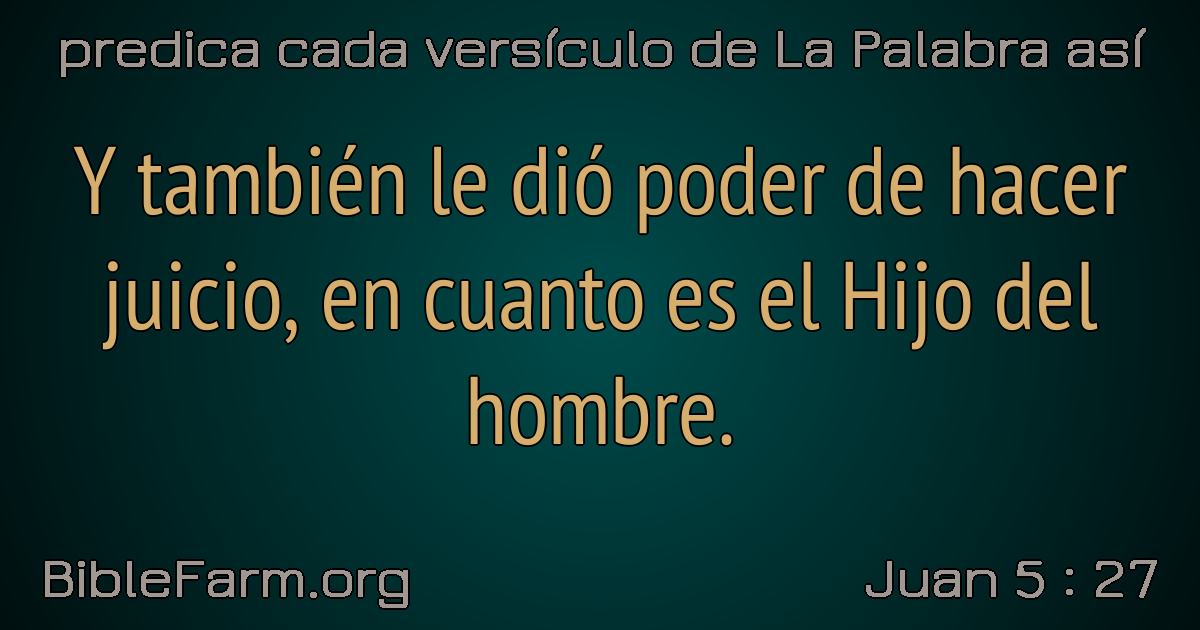 predica cada versículo de La Palabra así
Y también le dió poder de hacer
juicio, en cuanto es el Hijo del
hombre.
BibleFarm.org
Juan 5 : 27